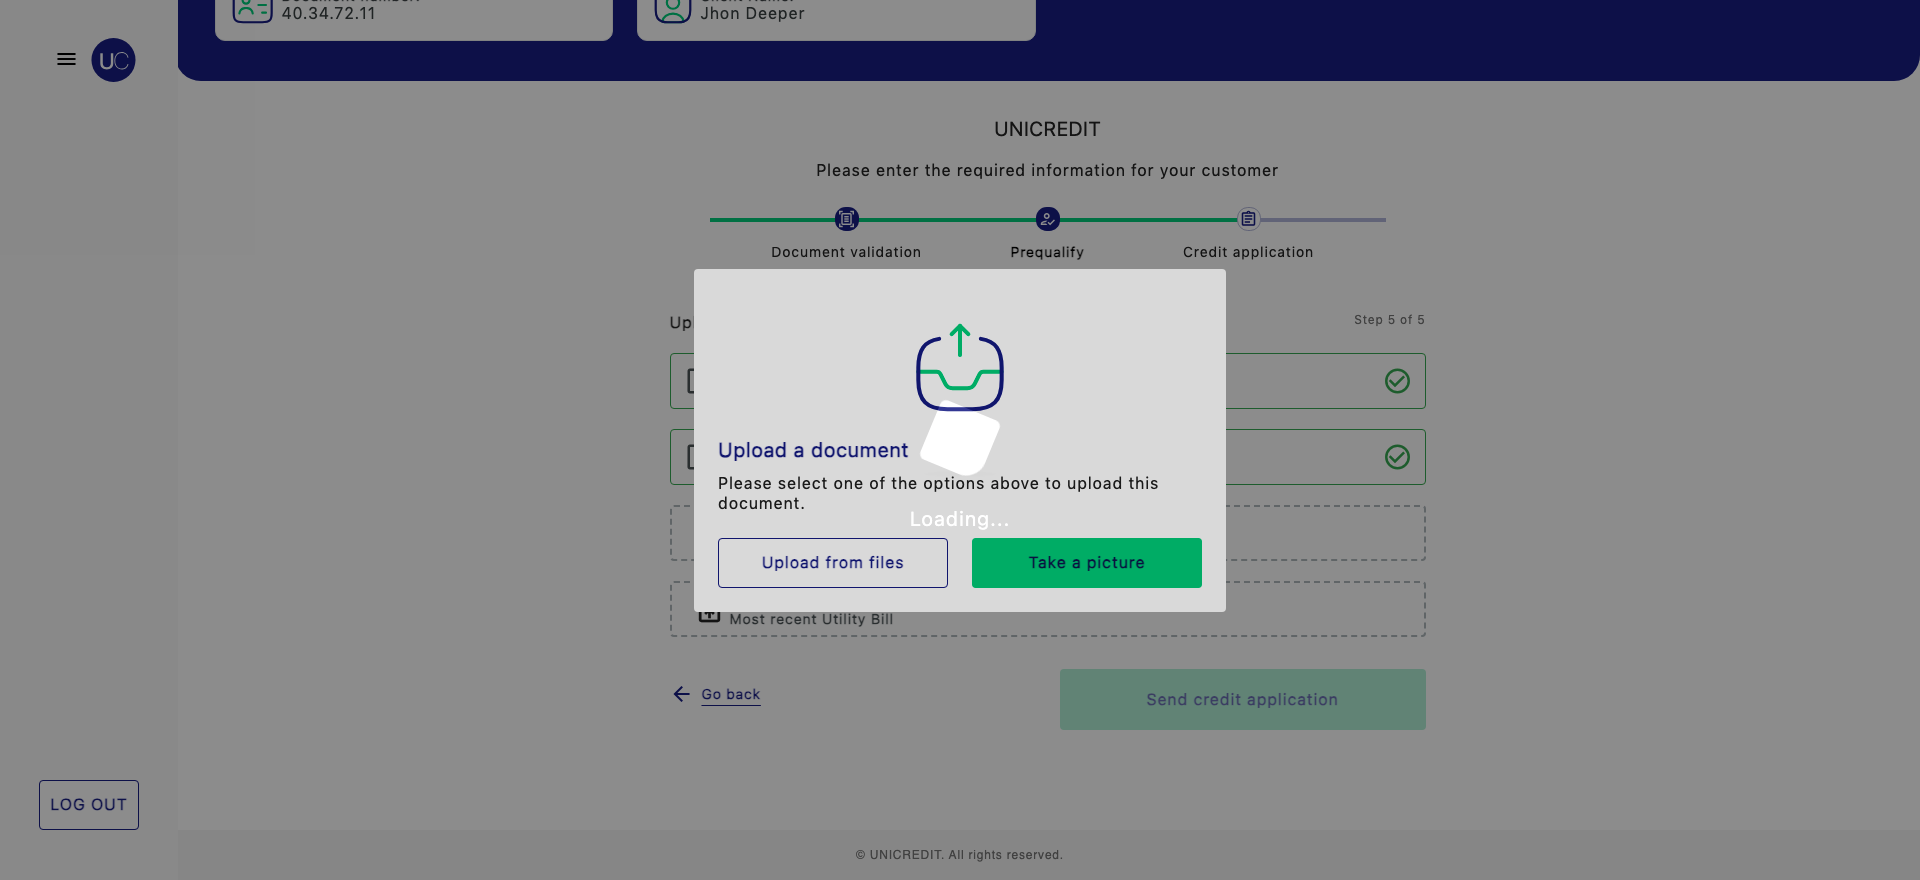 40.34.72.11
Jhon Deeper
UC
UNICREDIT
Please enter the required information for your customer
Document validation
Prequalify
Credit application
Upl
Step 5 of 5
Upload a document
Please select one of the options above to upload this
document.
Loading...
Upload from files
Take a picture
Most recent Utility Bill
Go back
Send credit application
LOG OUT
© UNICREDIT. All rights reserved.